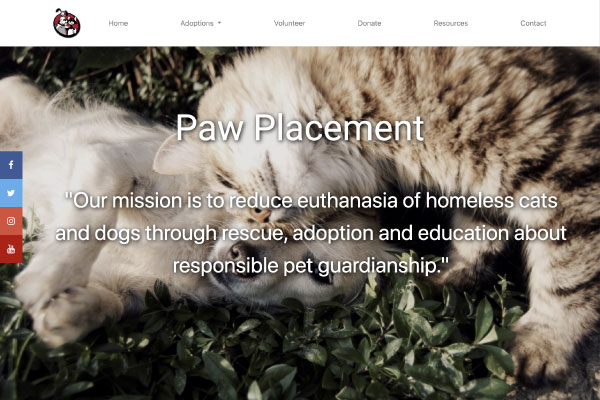 Home
Adoptions
Volunteer
Donate
Resources
Contact
Paw Placement
"Our mission is to reduce euthanasia of homeless cats
and dogs through rescue, adoption and education about
responsible pet guardianship."